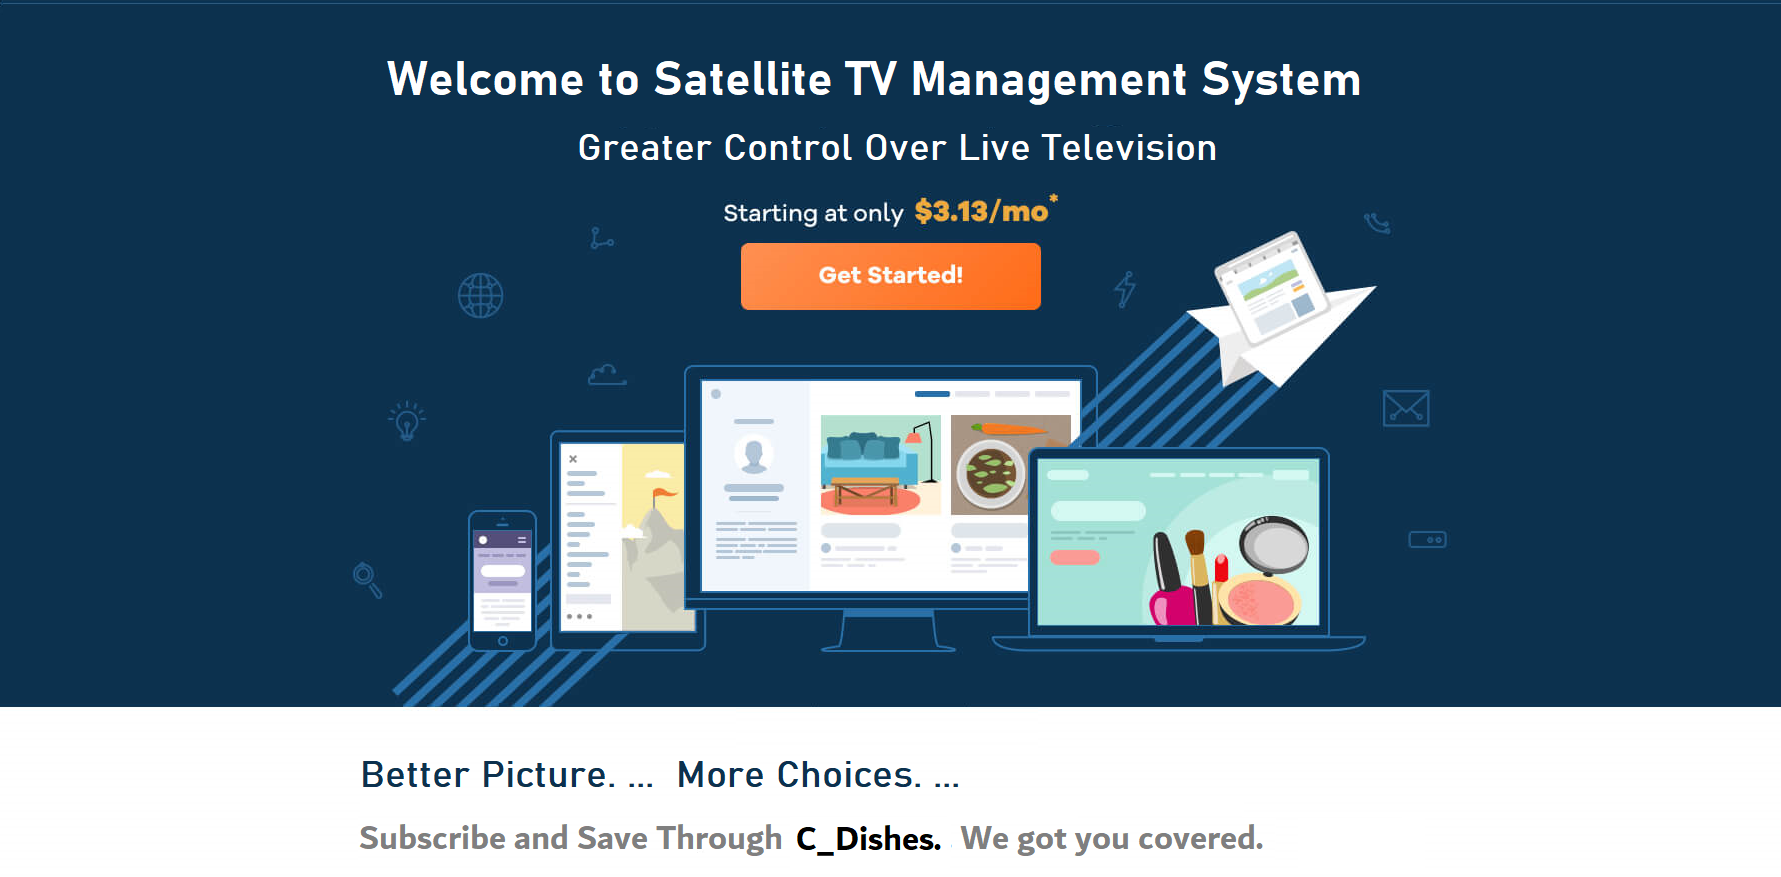 Welcome to Satellite TV Management System
Greater Control Over Live Television
Starting at only $3.13/mo*
Get Started!
Better Picture. ... More Choices. ...
Subscribe and Save Through C_Dishes. We got you covered.